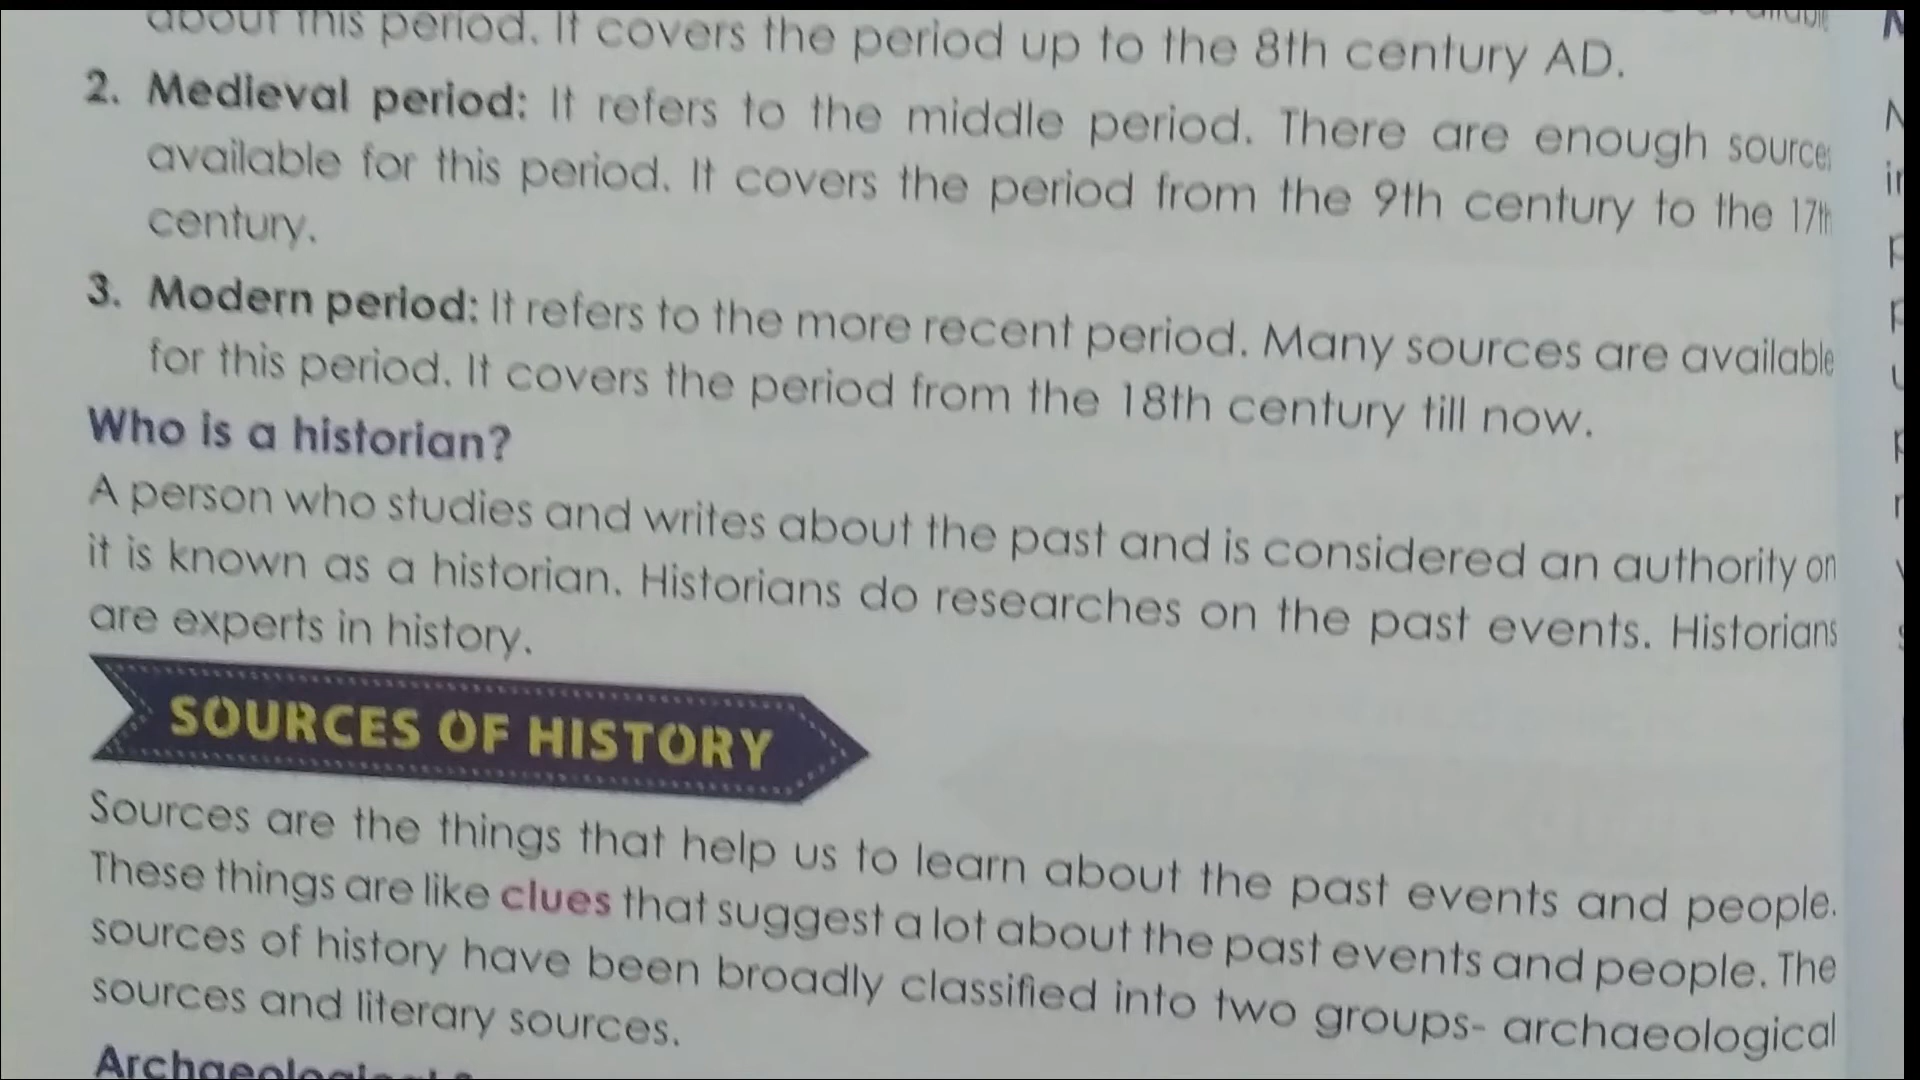 about this period. It covers the period up to the 8th century AD.
2. Medieval period: It refers to the middle period. There are enough sources
available for this period. It covers the period from the 9th century to the 17th
century.
3. Modern period: It refers to the more recent period. Many sources are available
for this period. It covers the period from the 18th century till now.
Who is a historian?
A person who studies and writes about the past and is considered an authority on
it is known as a historian. Historians do researches on the past events. Historians
are experts in history.
SOURCES OF HISTORY
Sources are the things that help us to learn about the past events and people.
These things are like clues that suggest a lot about the past events and people. The
sources of history have been broadly classified into two groups- archaeological
sources and literary sources.
Archaeological